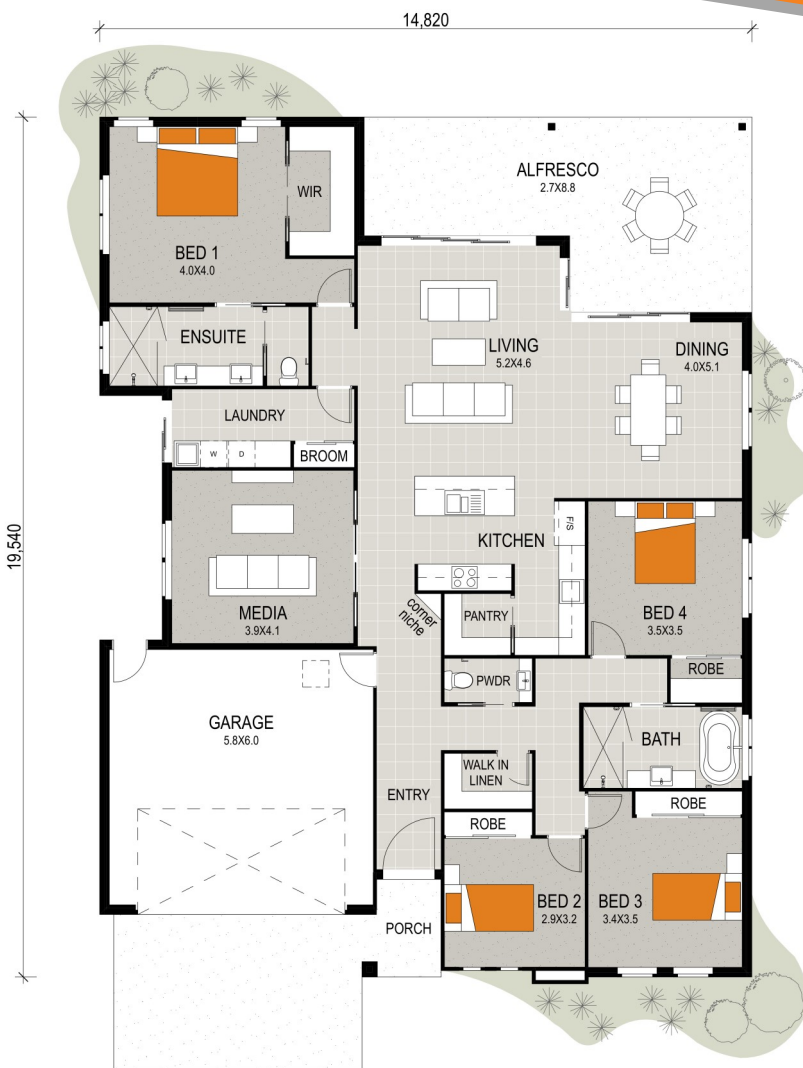 14,820
ALFRESCO
2.7X8.8
WIR
BED 1
4.0X4.0
ENSUITE
LIVING
5.2X4.6
DINING
4.0X5.1
LAUNDRY
W D
BROOM
19,540
F/S
KITCHEN
MEDIA
3.9X4.1
corner
niche
PANTRY
BED 4
3.5X3.5
ROBE
PWDR
GARAGE
5.8X6.0
BATH
WALK IN
LINEN
ENTRY
ROBE
ROBE
BED 2
2.9X3.2
BED 3
3.4X3.5
PORCH